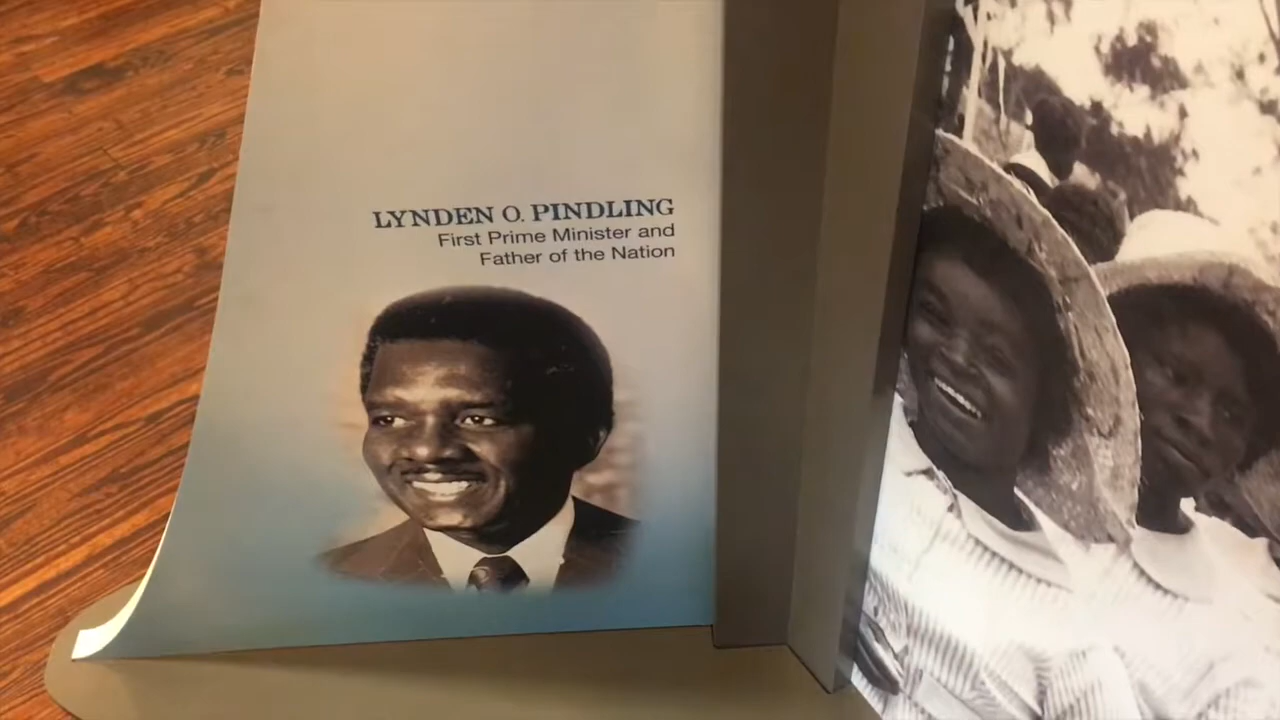 LYNDEN O. PINDLING
First Prime Minister and
Father of the Nation